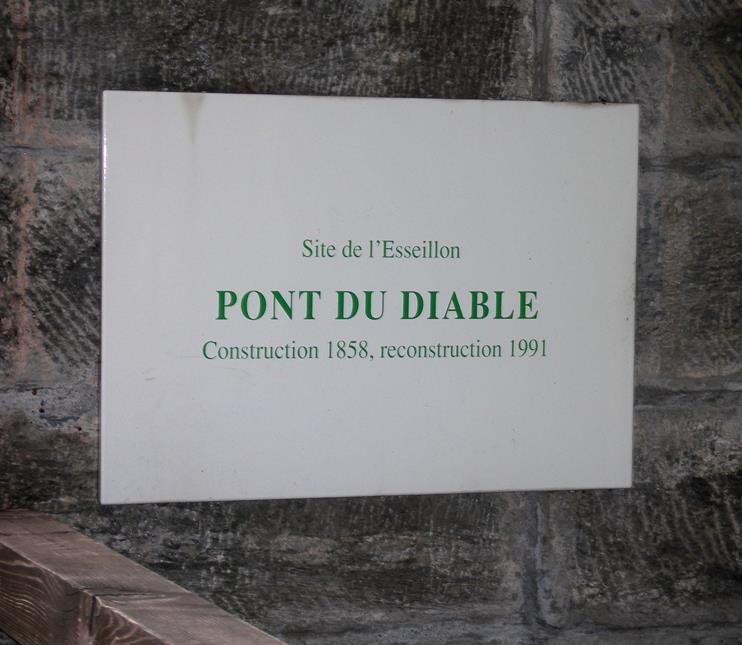 Site de l'Esseillon
PONT DU DIABLE
Construction 1858, reconstruction 1991